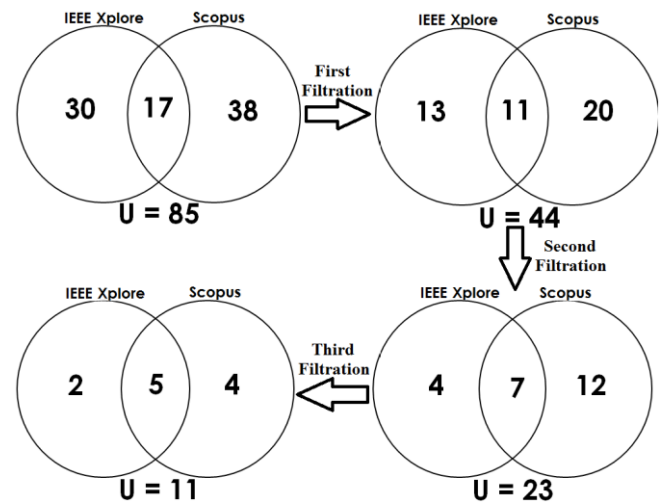 IEEE Xplore Scopus
30 17 38
U = 85
First
Filtration
IEEE Xplore Scopus
13 11 20
U = 44
Second
Filtration
IEEE Xplore Scopus
4 7 12
U = 23
Third
Filtration
IEEE Xplore Scopus
2 5 4
U = 11